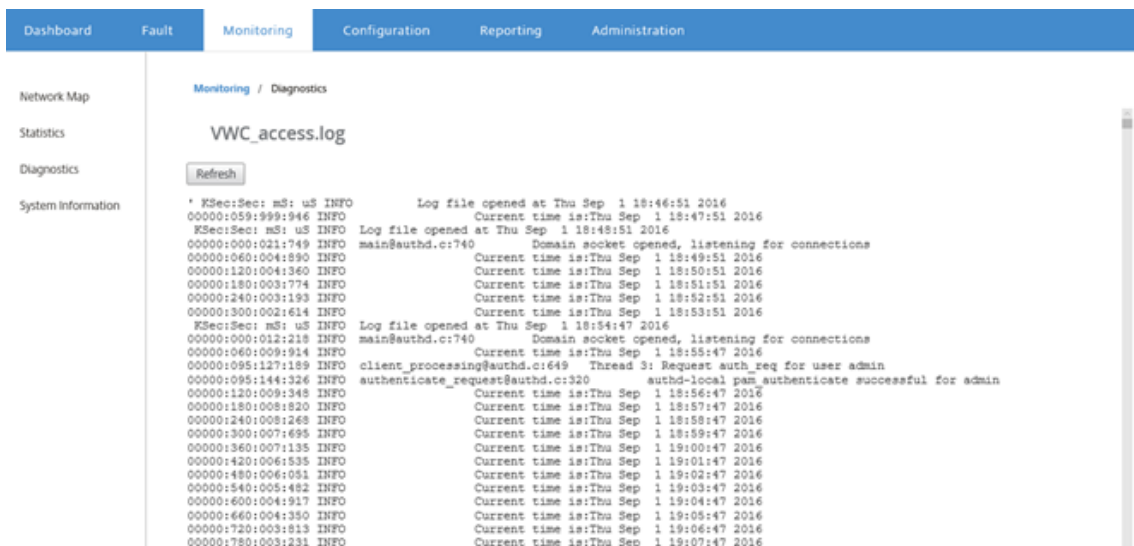 Dashboard Fault Monitoring Configuration Reporting Administration
Network Map
Statistics
Diagnostics
System Information
Monitoring / Diagnostics
VWC_access.log
Refresh
' KSec:Sec: mS: uS INFO Log file opened at Thu Sep 1 18:46:51 2016
00000:059:999:946 INFO Current time is:Thu Sep 1 18:47:51 2016
KSec:Sec: mS: uS INFO Log file opened at Thu Sep 1 18:48:51 2016
00000:000:021:749 INFO main@authd.c:740 Domain socket opened, listening for connections
00000:060:004:890 INFO Current time is:Thu Sep 1 18:49:51 2016
00000:120:004:360 INFO Current time is:Thu Sep 1 18:50:51 2016
00000:180:003:774 INFO Current time is:Thu Sep 1 18:51:51 2016
00000:240:003:193 INFO Current time is:Thu Sep 1 18:52:51 2016
00000:300:002:614 INFO Current time is:Thu Sep 1 18:53:51 2016
KSec:Sec: mS: uS INFO Log file opened at Thu Sep 1 18:54:47 2016
00000:000:012:218 INFO main@authd.c:740 Domain socket opened, listening for connections
00000:060:009:914 INFO Current time is:Thu Sep 1 18:55:47 2016
00000:095:127:189 INFO client_processing@authd.c:649 Thread 3: Request auth_req for user admin
00000:095:144:326 INFO authenticate_request@authd.c:320 authd-local pam_authenticate successful for admin
00000:120:009:348 INFO Current time is:Thu Sep 1 18:56:47 2016
00000:180:008:820 INFO Current time is:Thu Sep 1 18:57:47 2016
00000:240:008:268 INFO Current time is:Thu Sep 1 18:58:47 2016
00000:300:007:695 INFO Current time is:Thu Sep 1 18:59:47 2016
00000:360:007:135 INFO Current time is:Thu Sep 1 19:00:47 2016
00000:420:006:535 INFO Current time is:Thu Sep 1 19:01:47 2016
00000:480:006:051 INFO Current time is:Thu Sep 1 19:02:47 2016
00000:540:005:482 INFO Current time is:Thu Sep 1 19:03:47 2016
00000:600:004:917 INFO Current time is:Thu Sep 1 19:04:47 2016
00000:660:004:350 INFO Current time is:Thu Sep 1 19:05:47 2016
00000:720:003:813 INFO Current time is:Thu Sep 1 19:06:47 2016
00000:780:003:231 INFO Current time is:Thu Sep 1 19:07:47 2016